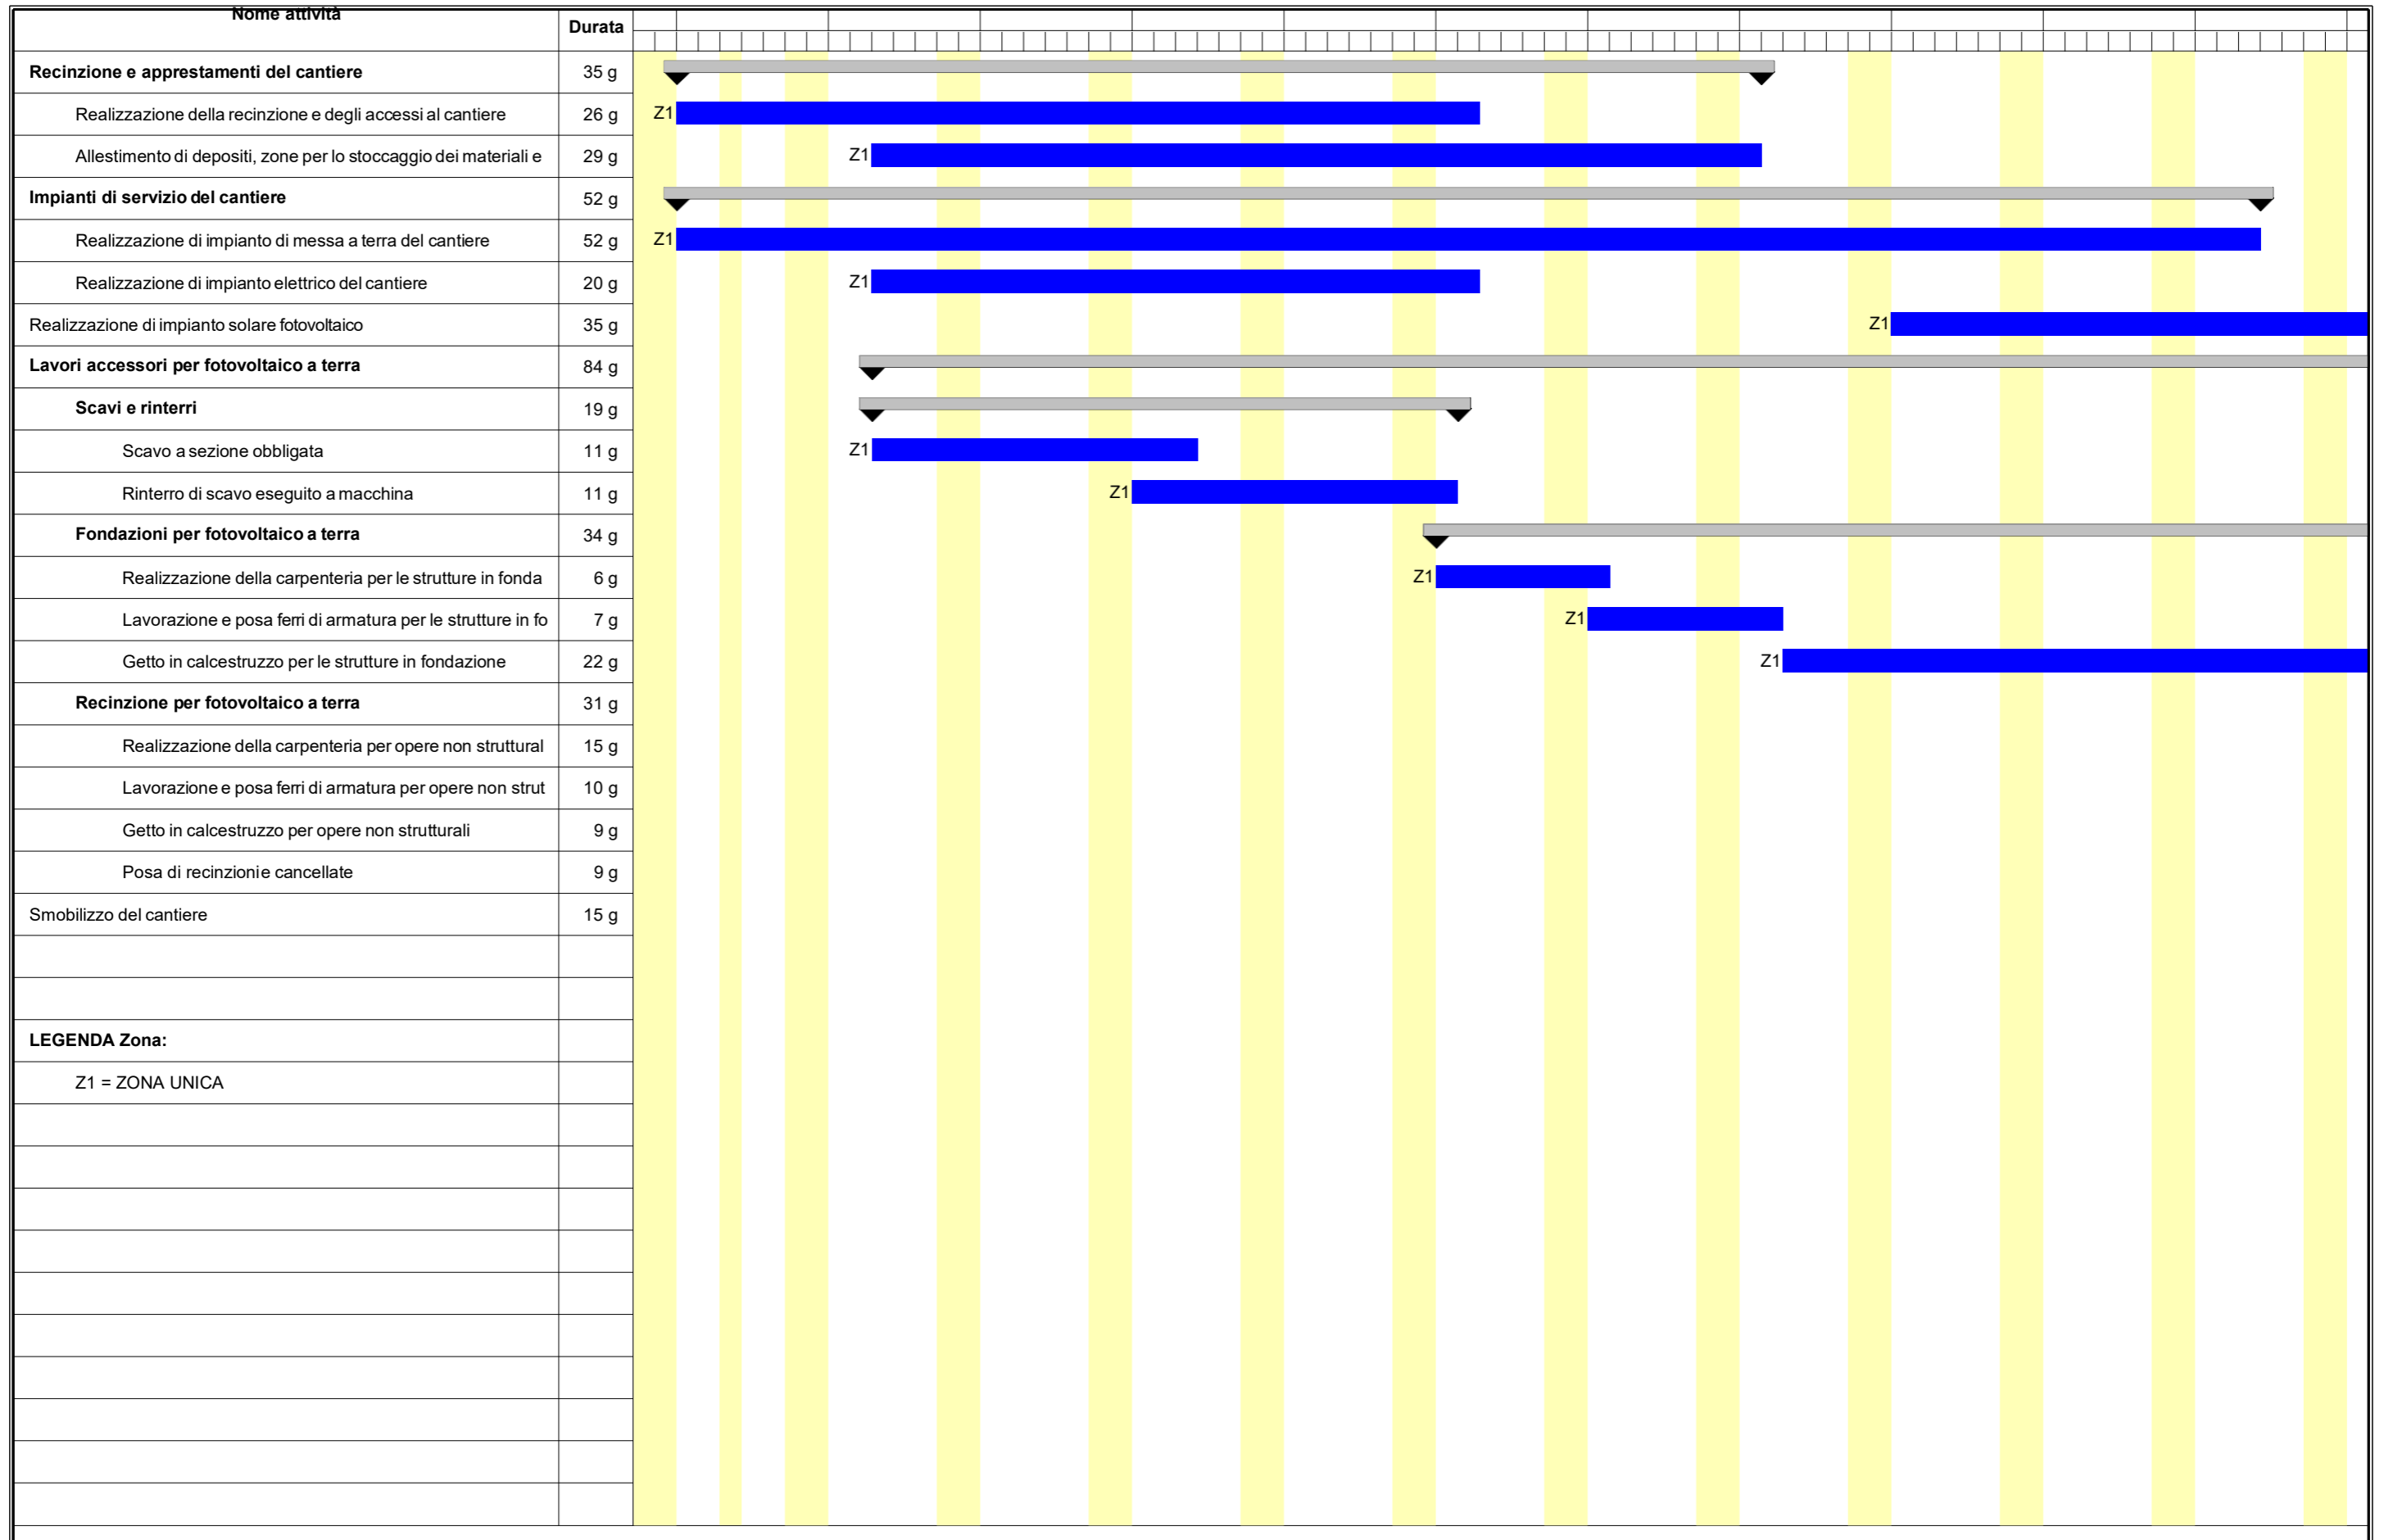 Nome attività
Durata
Recinzione e apprestamenti del cantiere 35 g
Realizzazione della recinzione e degli accessi al cantiere 26 g Z1
Allestimento di depositi, zone per lo stoccaggio dei materiali e 29 g Z1
Impianti di servizio del cantiere 52 g
Realizzazione di impianto di messa a terra del cantiere 52 g Z1
Realizzazione di impianto elettrico del cantiere 20 g Z1
Realizzazione di impianto solare fotovoltaico 35 g Z1
Lavori accessori per fotovoltaico a terra 84 g
Scavi e rinterri 19 g
Scavo a sezione obbligata 11 g Z1
Rinterro di scavo eseguito a macchina 11 g Z1
Fondazioni per fotovoltaico a terra 34 g
Realizzazione della carpenteria per le strutture in fonda 6 g Z1
Lavorazione e posa ferri di armatura per le strutture in fo 7 g Z1
Getto in calcestruzzo per le strutture in fondazione 22 g Z1
Recinzione per fotovoltaico a terra 31 g
Realizzazione della carpenteria per opere non struttural 15 g
Lavorazione e posa ferri di armatura per opere non strut 10 g
Getto in calcestruzzo per opere non strutturali 9 g
Posa di recinzioni e cancellate 9 g
Smobilizzo del cantiere 15 g
LEGENDA Zona:
Z1 = ZONA UNICA